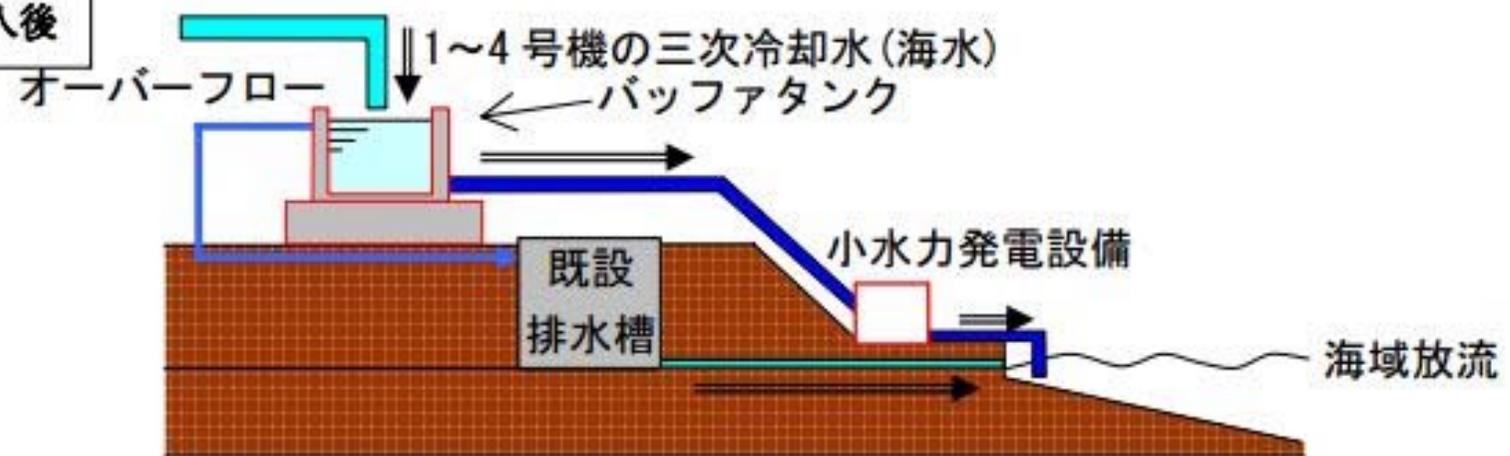 入後
1～4 号機の三次冷却水(海水)
オーバーフロー
バッファタンク
小水力発電設備
既設
排水槽
海域放流